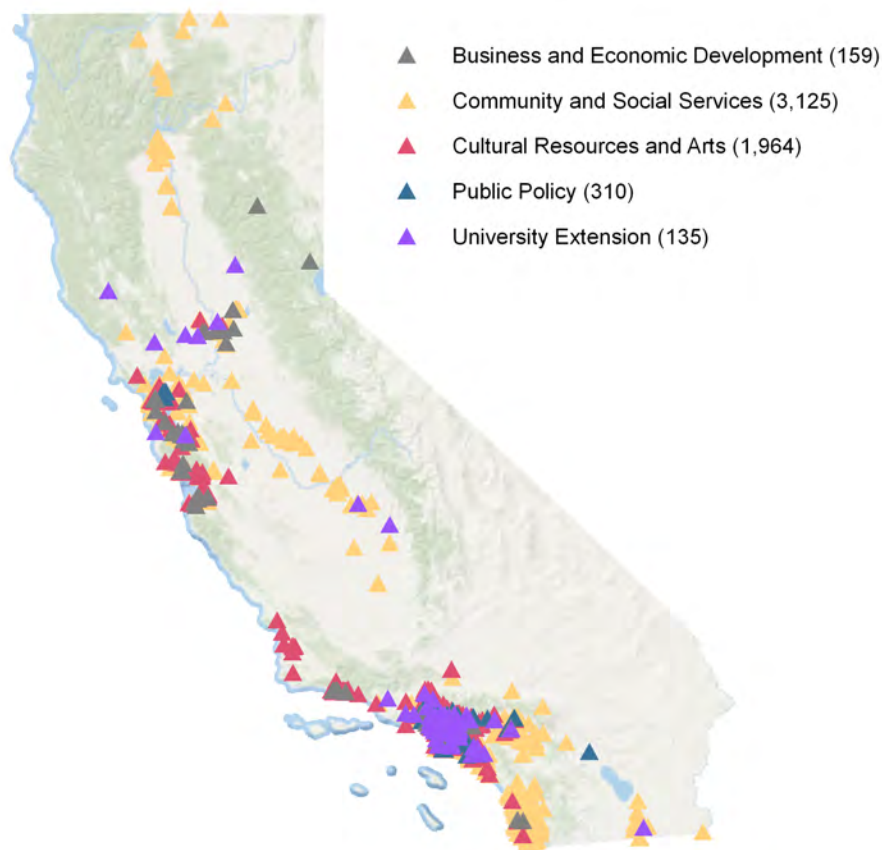 Business and Economic Development (159)
Community and Social Services (3,125)
Cultural Resources and Arts (1,964)
Public Policy (310)
University Extension (135)